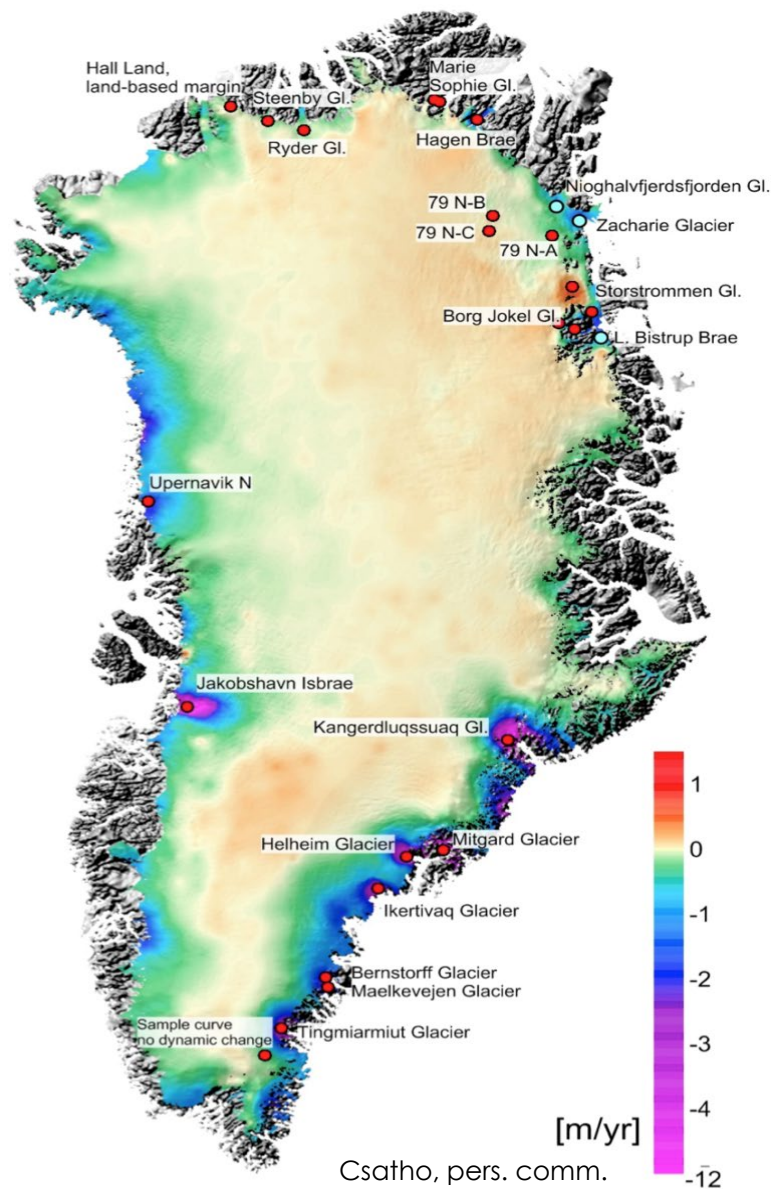 Hall Land,
land-based margin
Steenby Gl.
Ryder Gl.
Marie
Sophie Gl.
Hagen Brae
Nioghalvfjerdsfjorden Gl.
79 N-B
Zacharie Glacier
79 N-C
79 N-A
Storstrommen Gl.
Borg Jokel Gl.
L. Bistrup Brae
Upernavik N
Jakobshavn Isbrae
Kangerdluqssuaq Gl.
Helheim Glacier
Mitgard Glacier
Ikertivaq Glacier
Bernstorff Glacier
Maelkevejen Glacier
Sample curve
no dynamic change
Tingmiarmiut Glacier
1
0
-1
-2
-3
-4
-12
[m/yr]
Csatho, pers. comm.